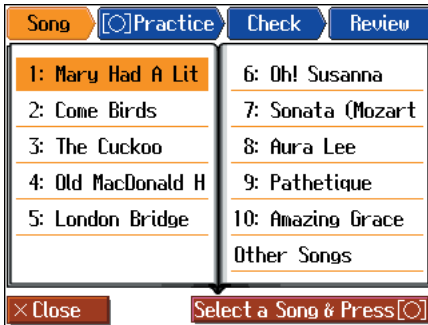 Song [○]Practice Check Review
1: Mary Had A Lit
2: Come Birds
3: The Cuckoo
4: Old MacDonald H
5: London Bridge
6: Oh! Susanna
7: Sonata (Mozart
8: Aura Lee
9: Pathetique
10: Amazing Grace
Other Songs
×Close
Select a Song & Press[○]